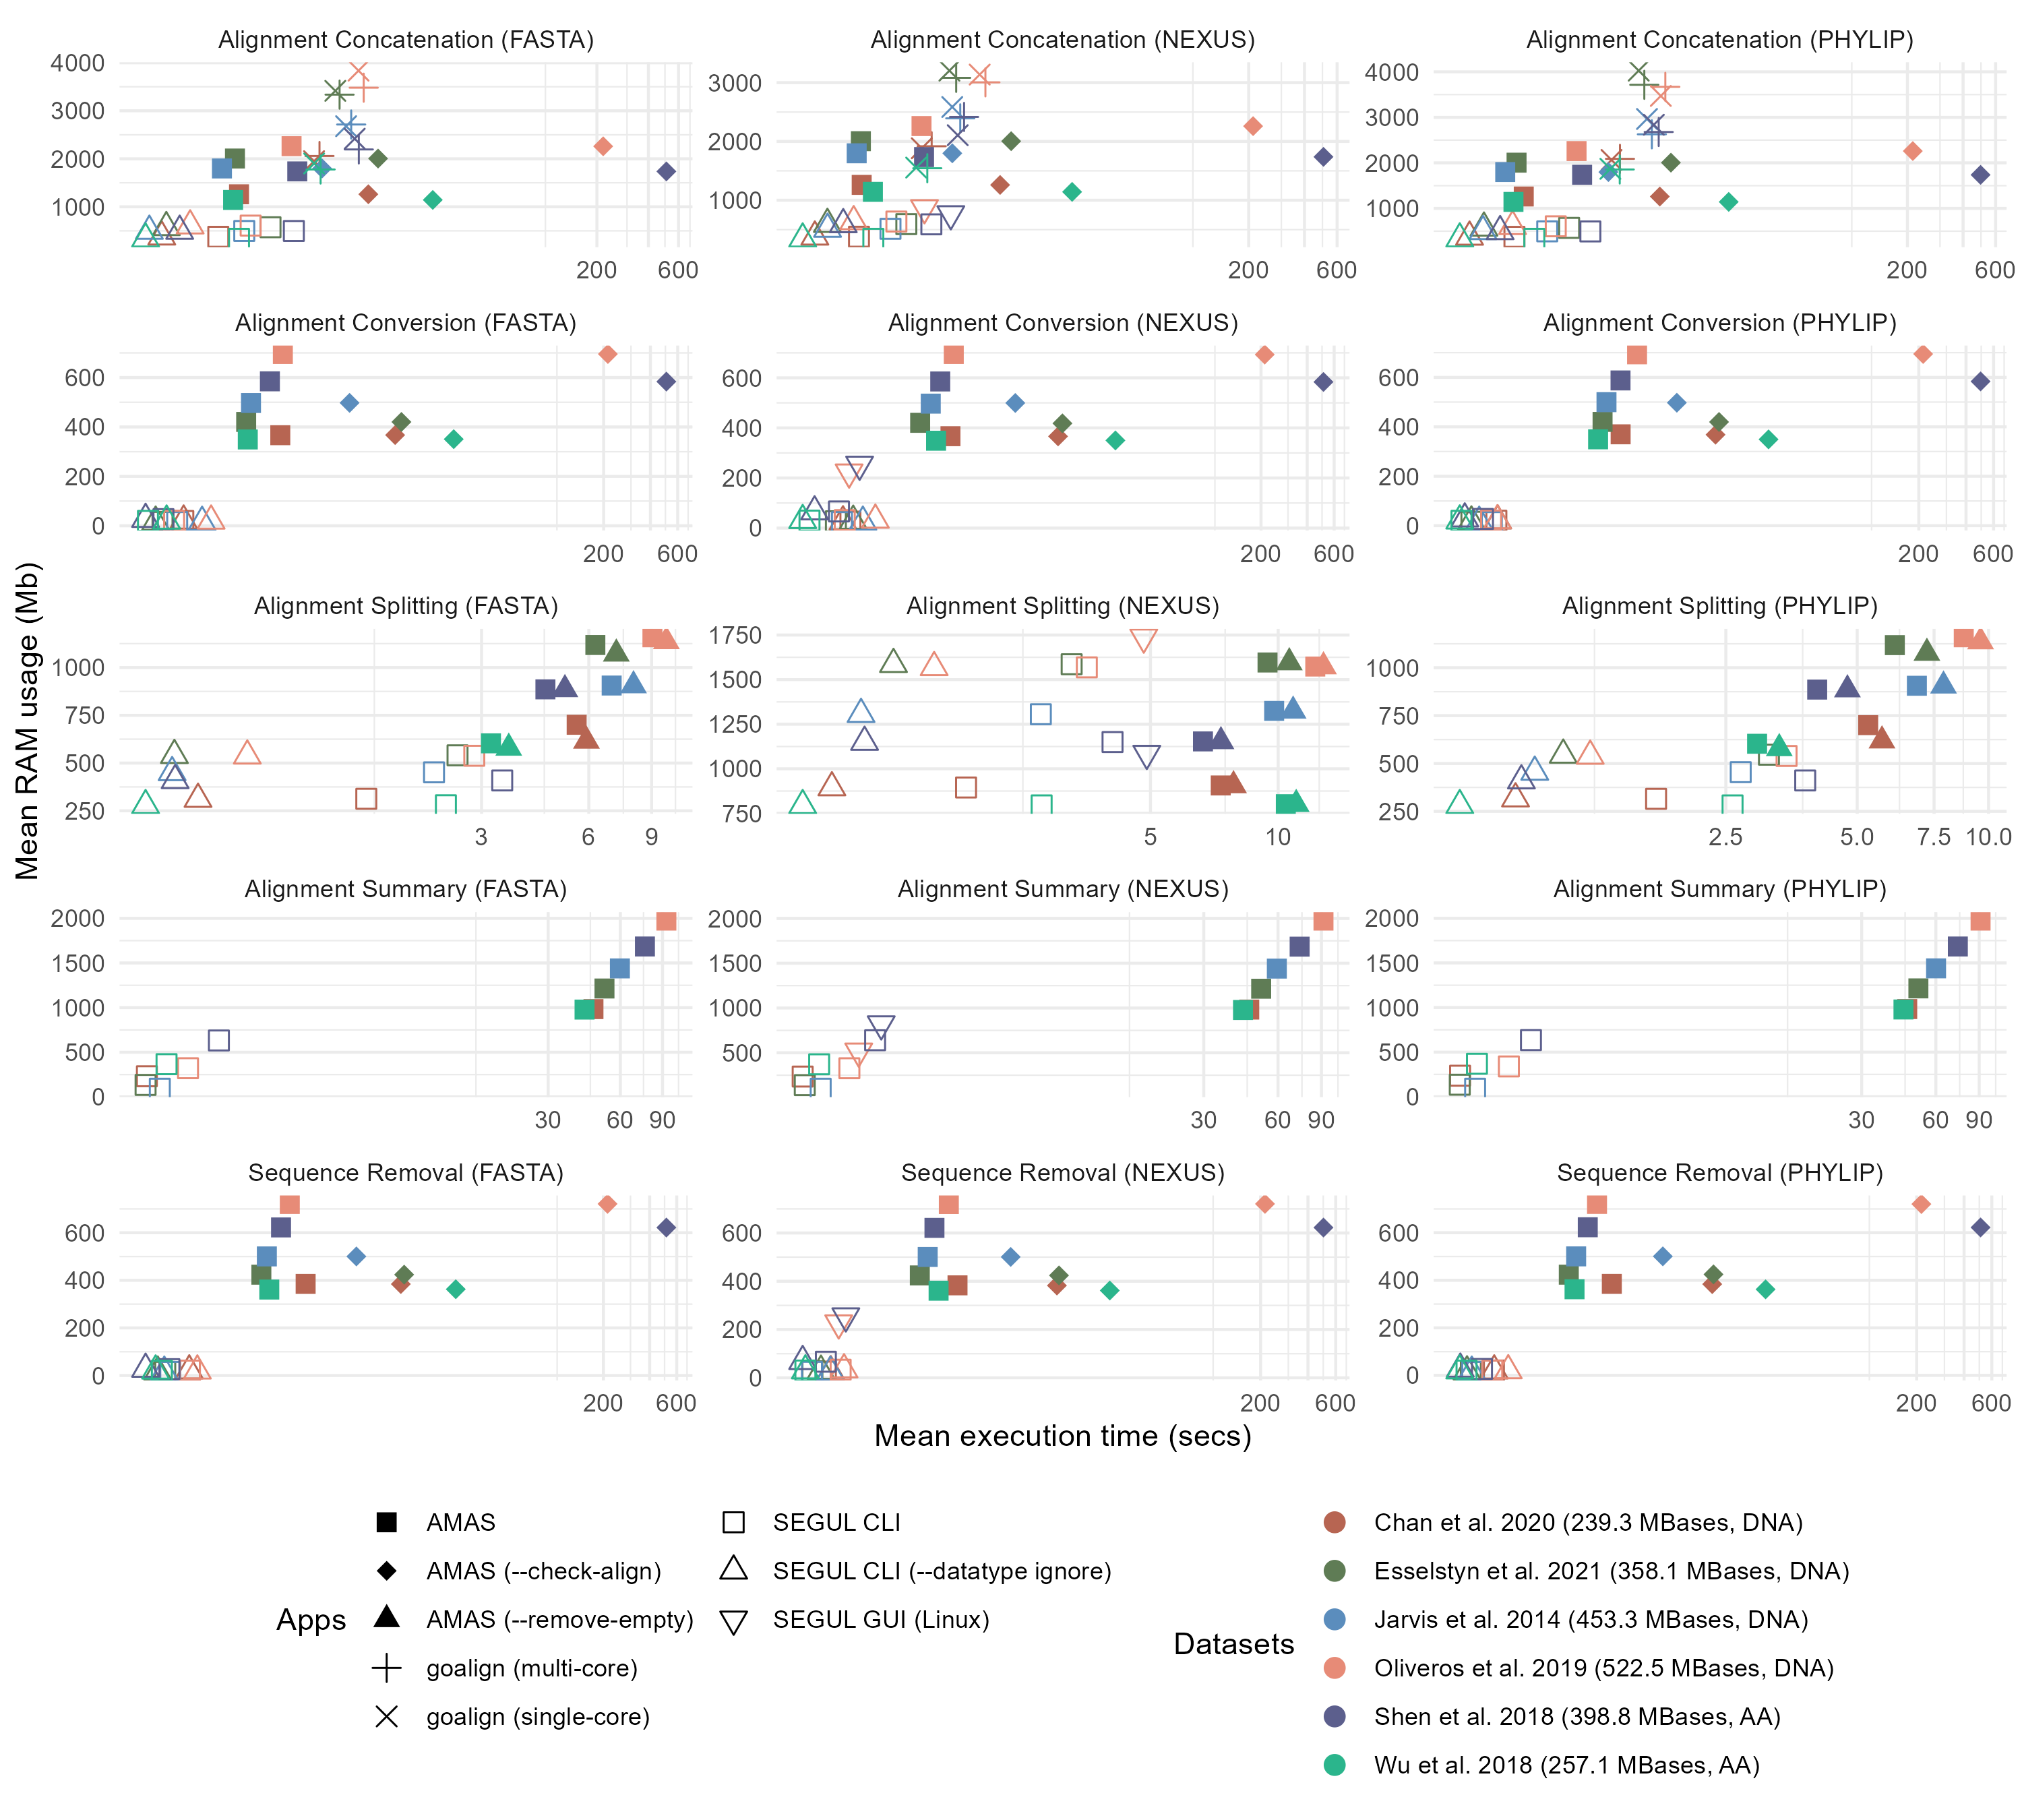 Alignment Concatenation (FASTA)
Alignment Concatenation (NEXUS)
Alignment Concatenation (PHYLIP)
4000
3000
2000
1000
200 600
3000
2000
1000
200 600
4000
3000
2000
1000
200 600
Alignment Conversion (FASTA)
Alignment Conversion (NEXUS)
Alignment Conversion (PHYLIP)
600
400
200
0
200 600
600
400
200
0
200 600
600
400
200
0
200 600
Mean RAM usage (Mb)
Alignment Splitting (FASTA)
Alignment Splitting (NEXUS)
Alignment Splitting (PHYLIP)
1000
750
500
250
3 6 9
1750
1500
1250
1000
750
5 10
1000
750
500
250
2.5 5.0 7.5 10.0
Alignment Summary (FASTA)
Alignment Summary (NEXUS)
Alignment Summary (PHYLIP)
2000
1500
1000
500
0
30 60 90
2000
1500
1000
500
30 60 90
2000
1500
1000
500
0
30 60 90
Sequence Removal (FASTA)
Sequence Removal (NEXUS)
Sequence Removal (PHYLIP)
600
400
200
0
200 600
600
400
200
0
200 600
600
400
200
0
200 600
Mean execution time (secs)
Apps
AMAS
AMAS (--check-align)
AMAS (--remove-empty)
goalign (multi-core)
goalign (single-core)
SEGUL CLI
SEGUL CLI (--datatype ignore)
SEGUL GUI (Linux)
Datasets
Chan et al. 2020 (239.3 MBases, DNA)
Esselstyn et al. 2021 (358.1 MBases, DNA)
Jarvis et al. 2014 (453.3 MBases, DNA)
Oliveros et al. 2019 (522.5 MBases, DNA)
Shen et al. 2018 (398.8 MBases, AA)
Wu et al. 2018 (257.1 MBases, AA)